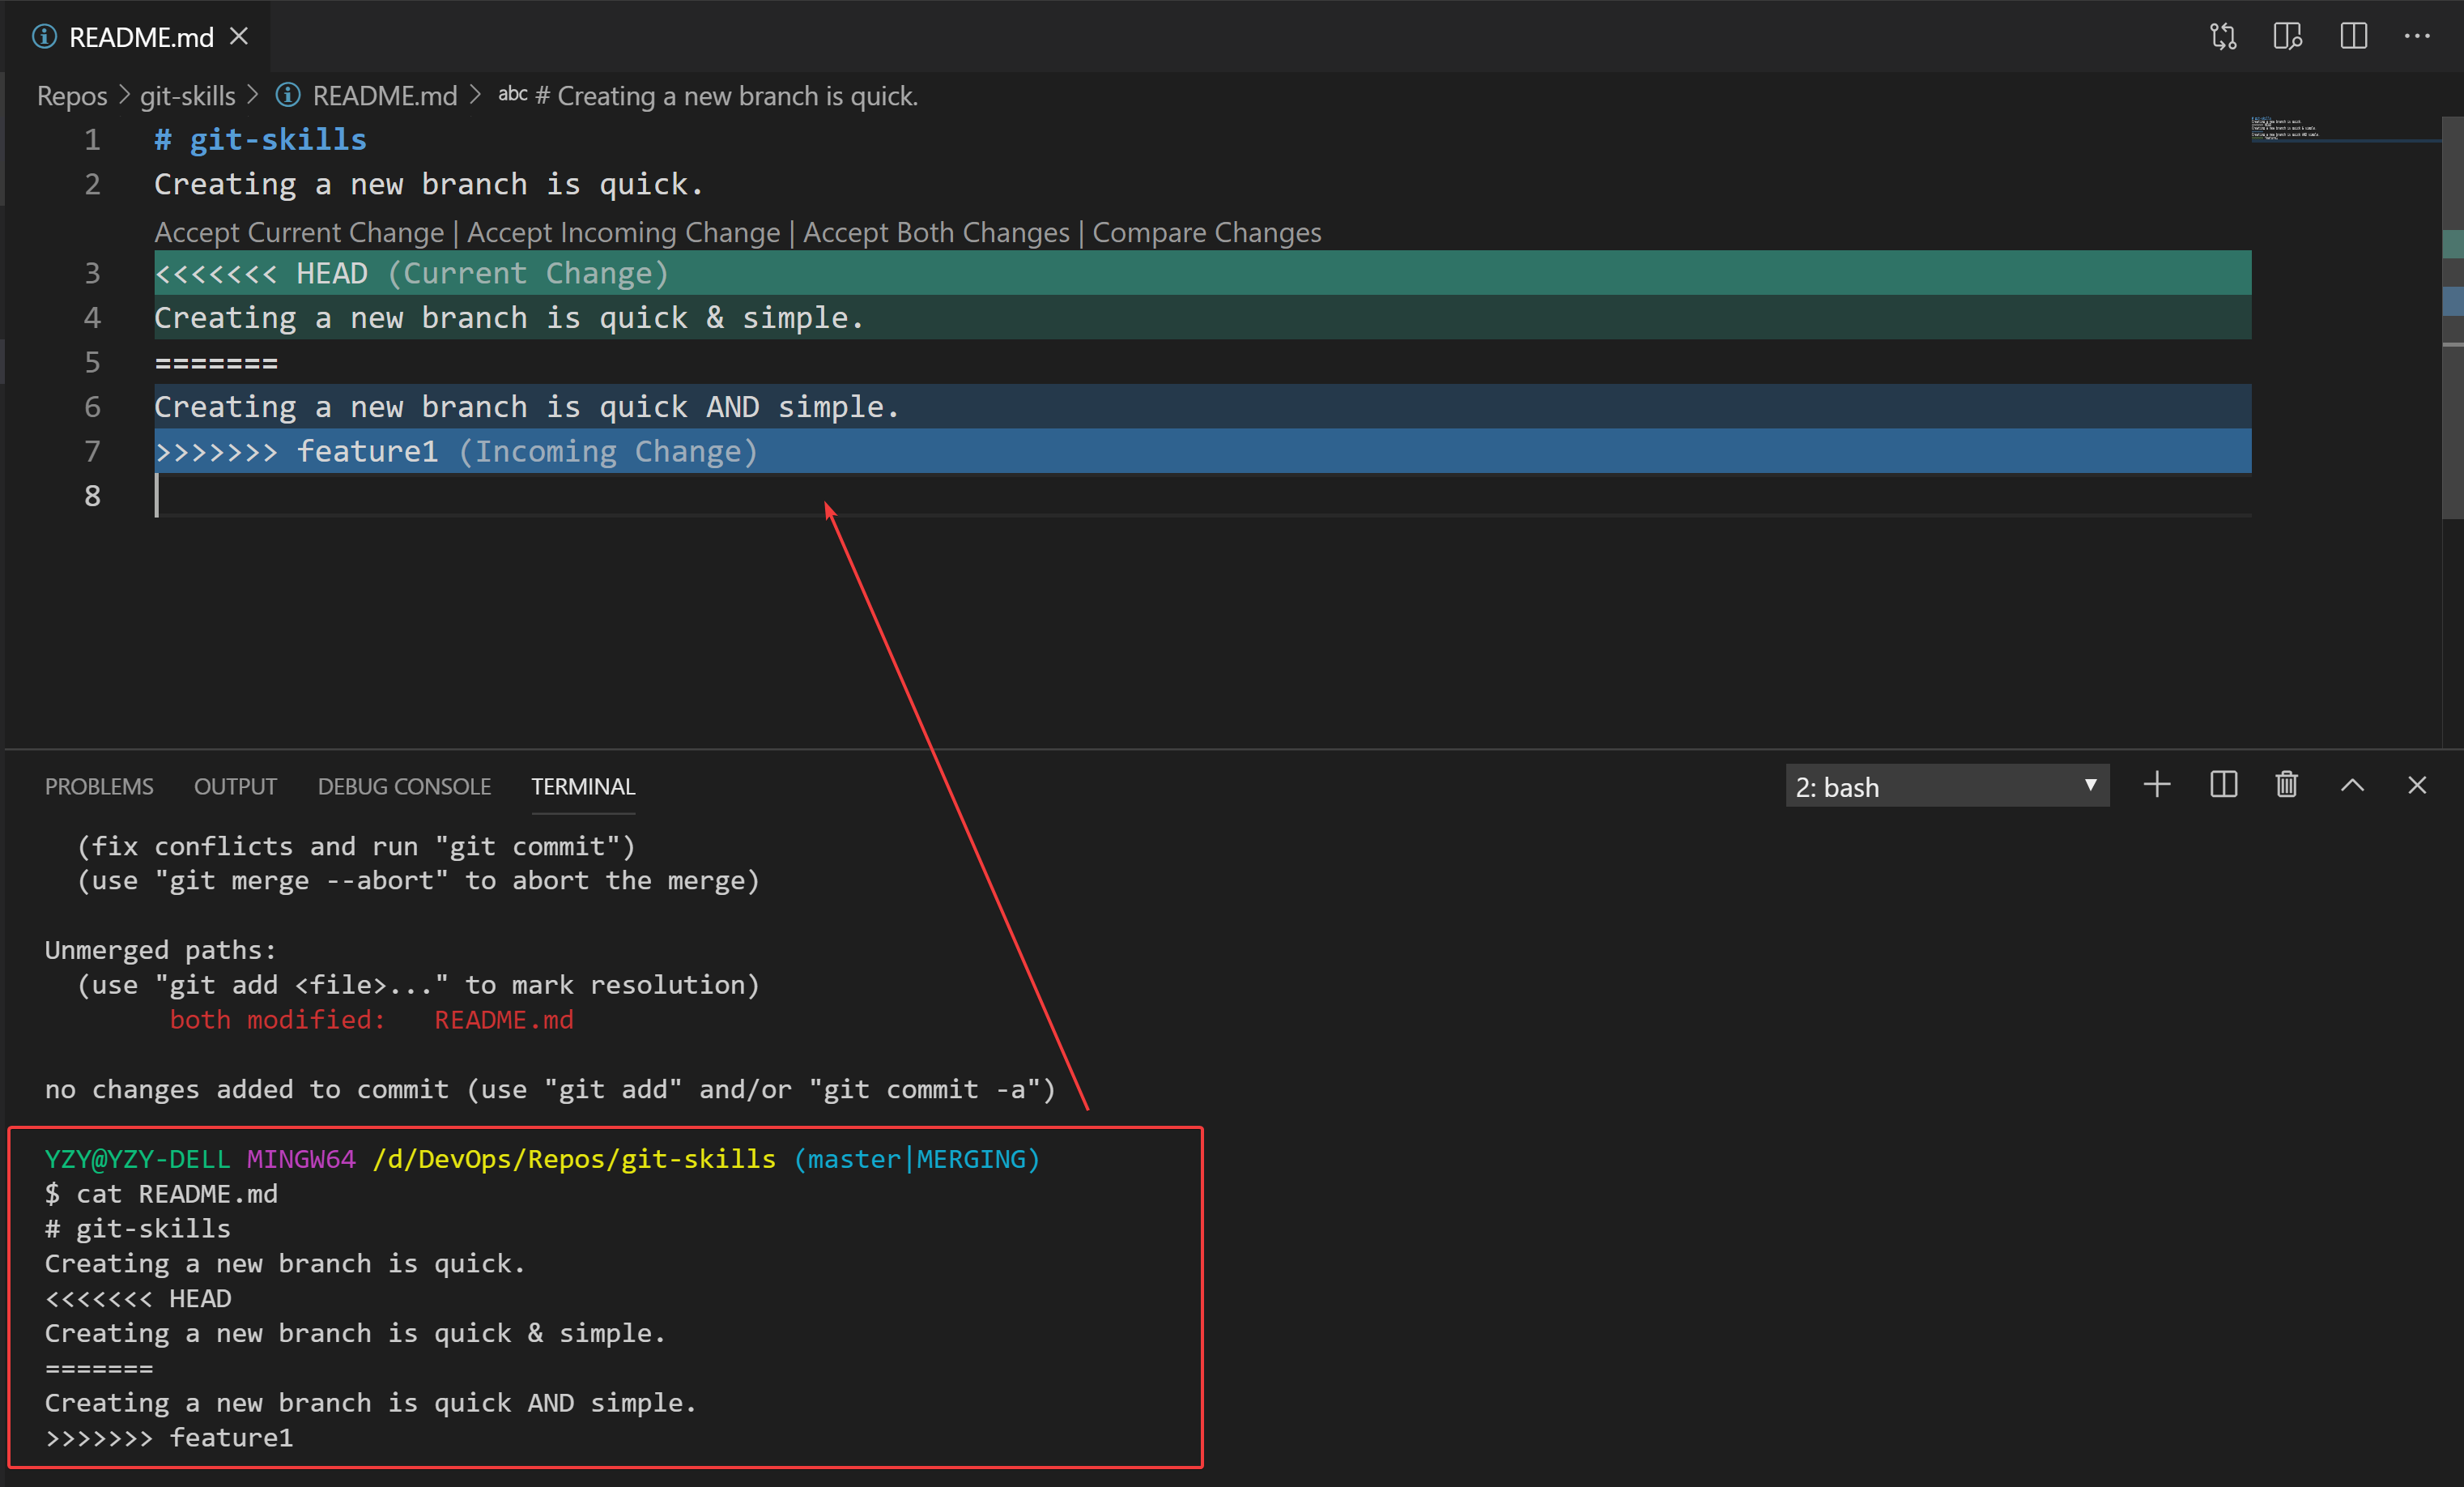 README.md
Repos > git-skills > README.md > abc # Creating a new branch is quick.
1 # git-skills
2 Creating a new branch is quick.
Accept Current Change | Accept Incoming Change | Accept Both Changes | Compare Changes
3 <<<<<<< HEAD (Current Change)
4 Creating a new branch is quick & simple.
5 =======
6 Creating a new branch is quick AND simple.
7 >>>>>>> feature1 (Incoming Change)
8
PROBLEMS OUTPUT DEBUG CONSOLE TERMINAL 2: bash
(fix conflicts and run "git commit")
(use "git merge --abort" to abort the merge)
Unmerged paths:
(use "git add <file>..." to mark resolution)
both modified: README.md
no changes added to commit (use "git add" and/or "git commit -a")
YZY@YZY-DELL MINGW64 /d/DevOps/Repos/git-skills (master|MERGING)
$ cat README.md
# git-skills
Creating a new branch is quick.
<<<<<<< HEAD
Creating a new branch is quick & simple.
=======
Creating a new branch is quick AND simple.
>>>>>>> feature1